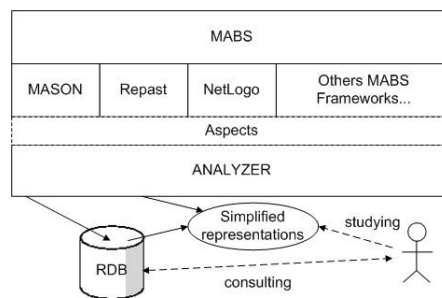 MABS
MASON
Repast
NetLogo
Others MABS
Frameworks...
Aspects
ANALYZER
Simplified
representations
studying
RDB
consulting